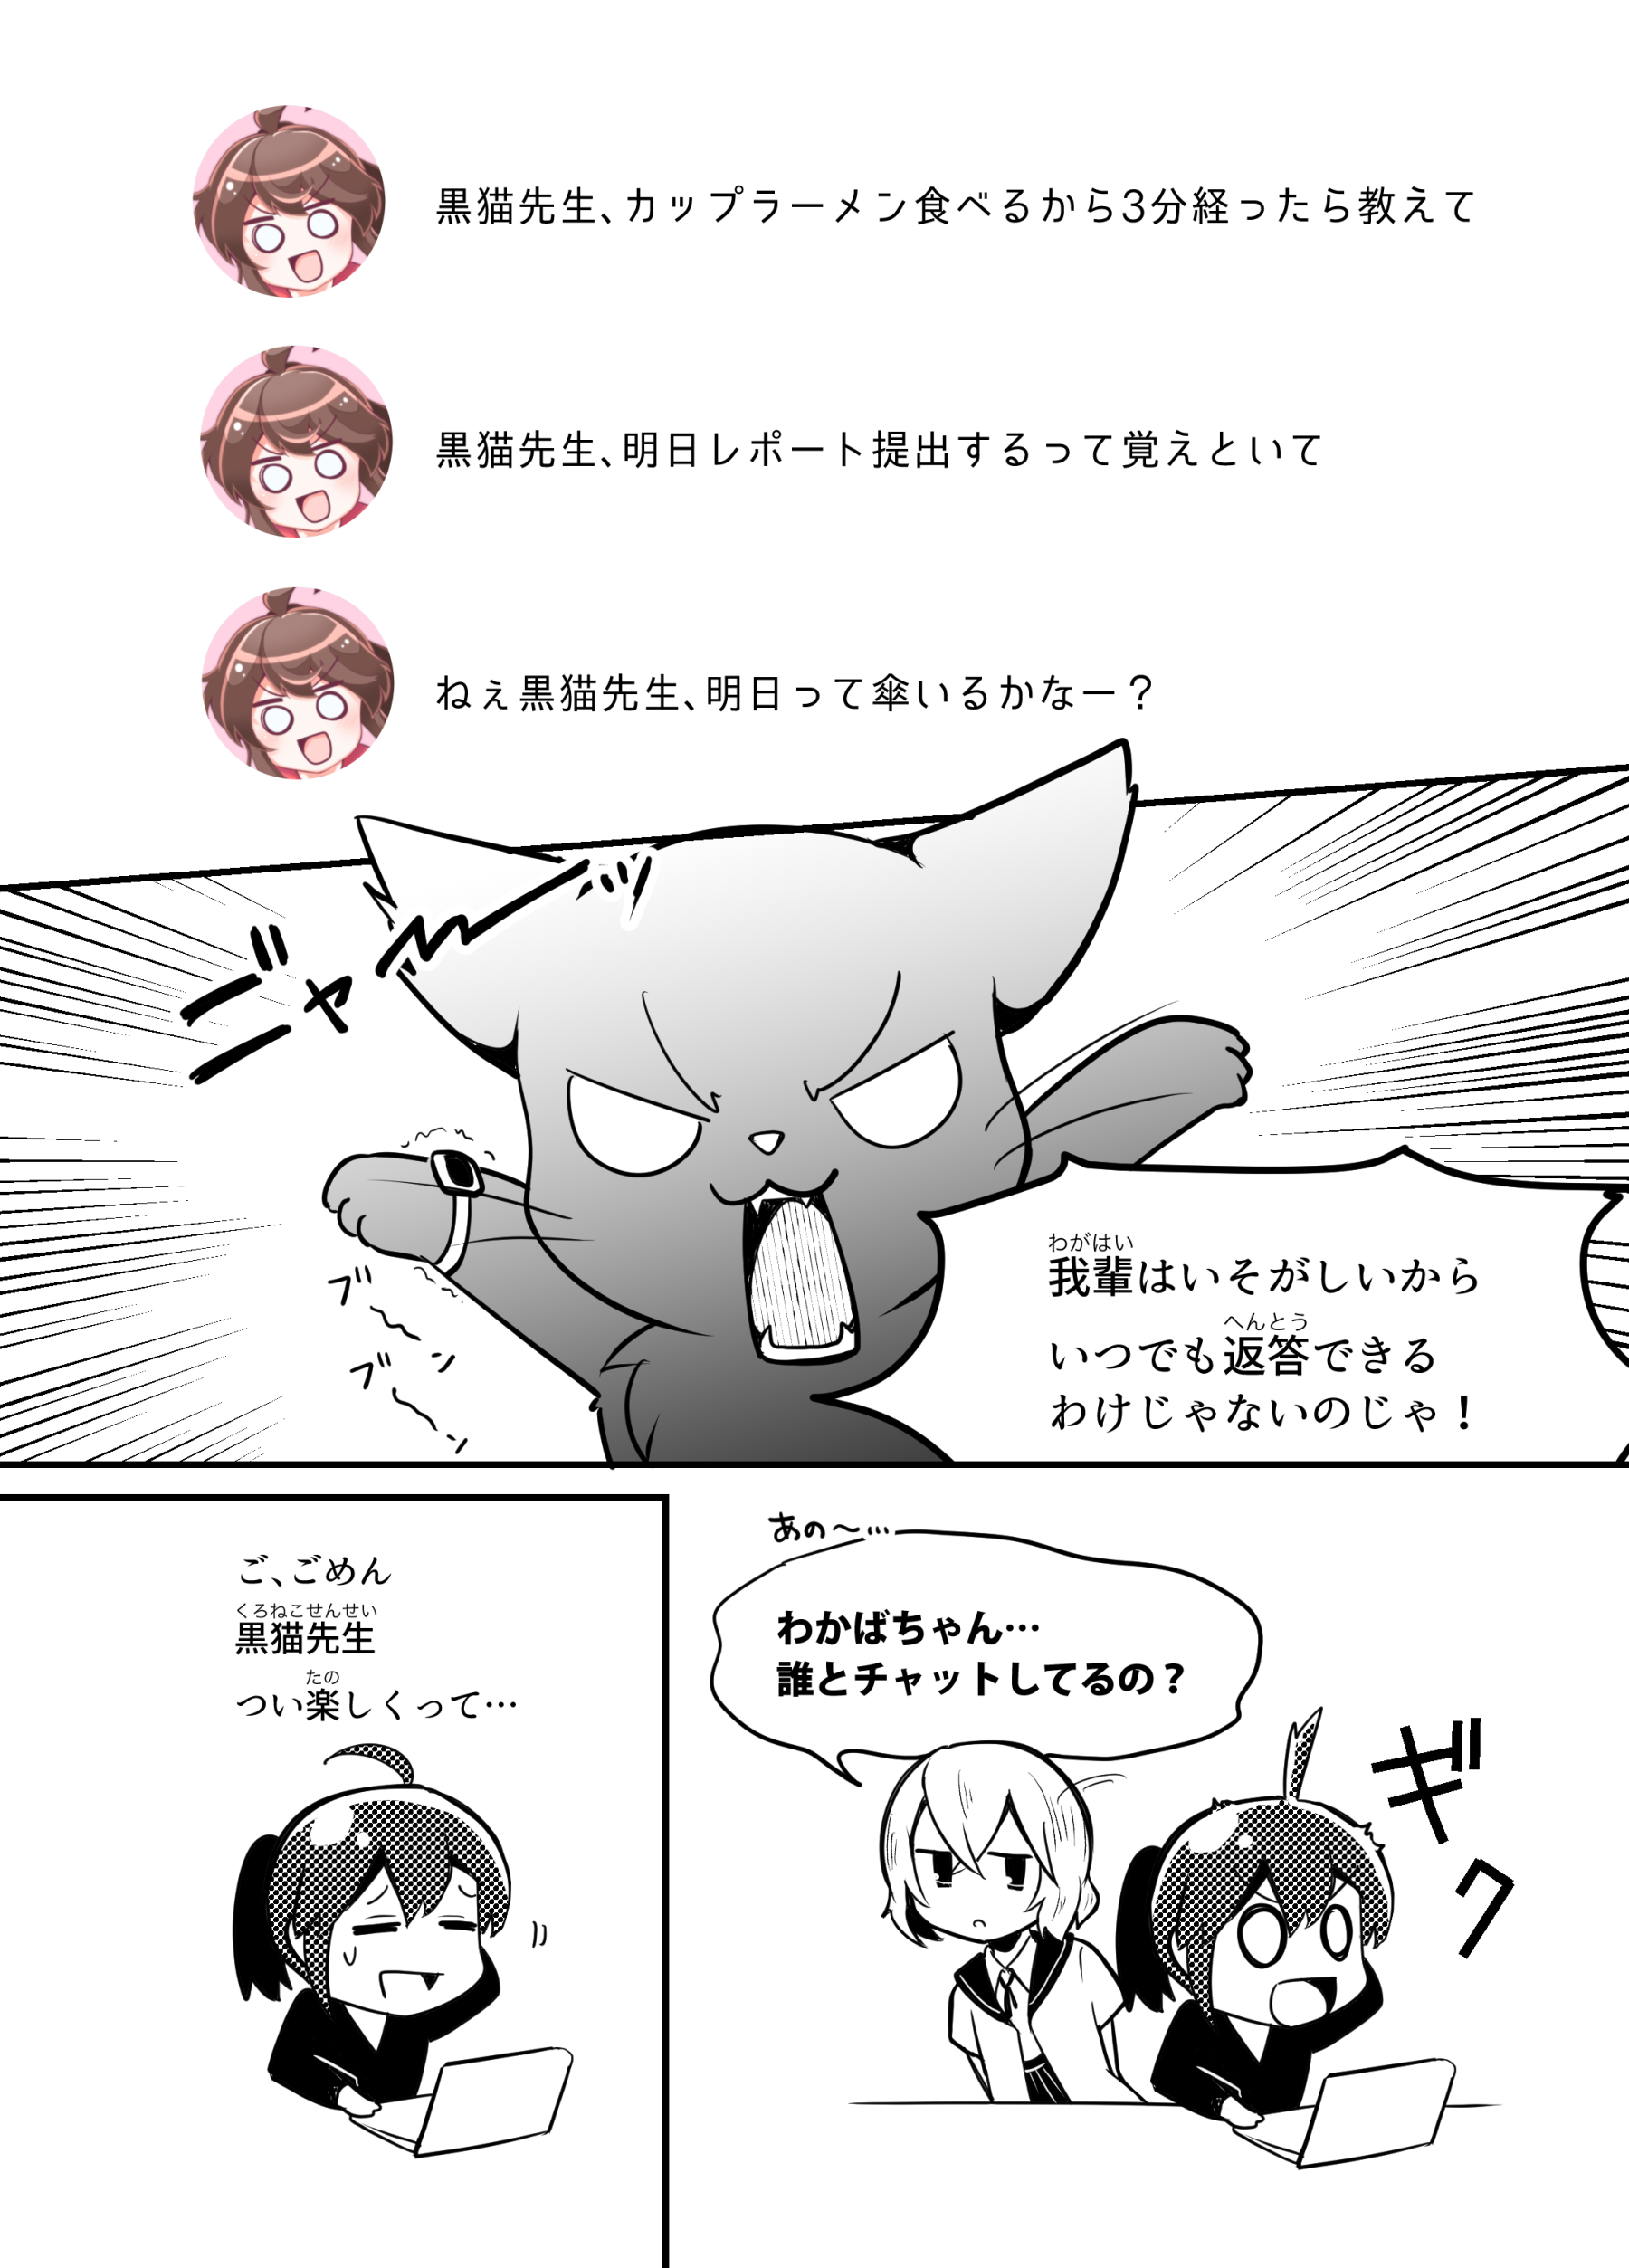 黒猫先生、カップラーメン食べるから3分経ったら教えて
黒猫先生、明日レポート提出するって覚えといて
ねぇ黒猫先生、明日って傘いるかなー？
ニャ゛ーッ
ブーン
ブーン
わがはい
我輩はいそがしいから
へんとう
いつでも返答できる
わけじゃないのじゃ！
ご、ごめん
くろねこせんせい
黒猫先生
たの
つい楽しくって…
あの〜…
わかばちゃん…
誰とチャットしてるの？
ギク